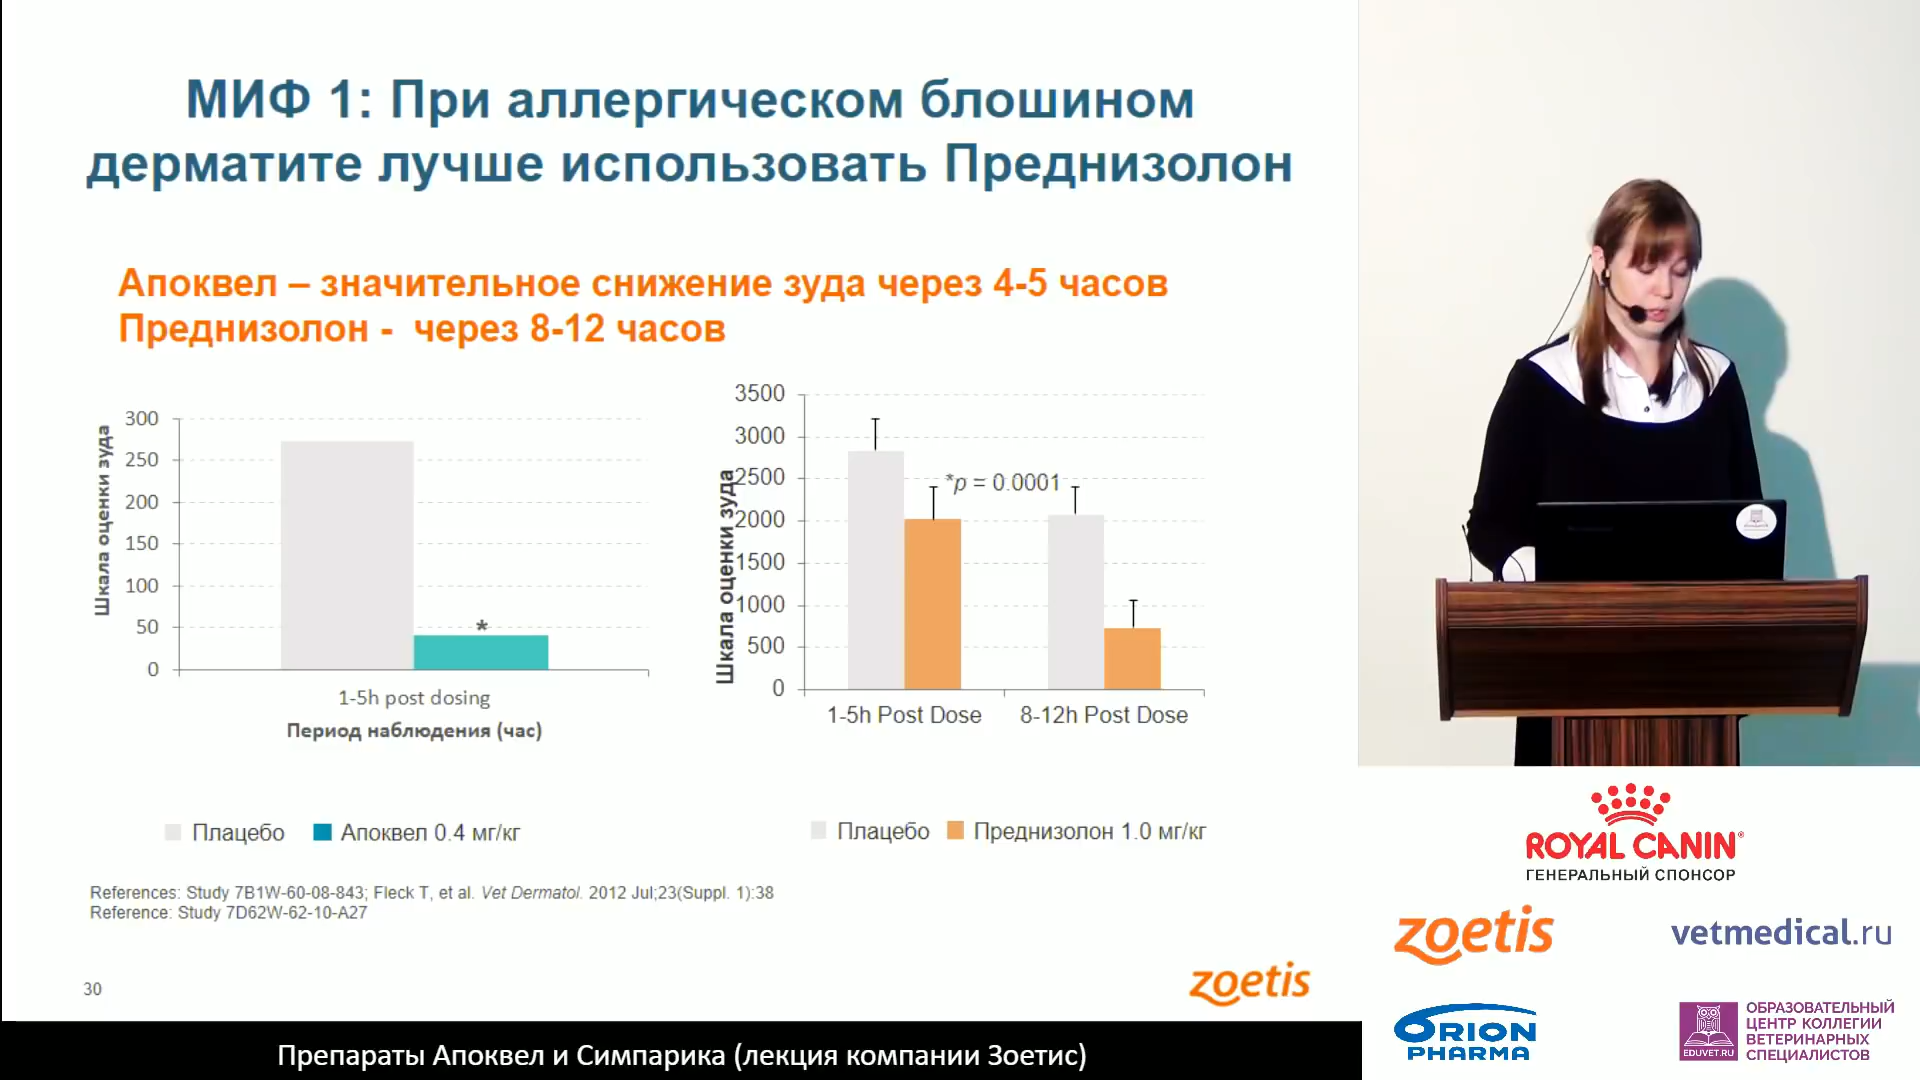 МИФ 1: При аллергическом блошином
дерматите лучше использовать Преднизолон
Апоквел – значительное снижение зуда через 4-5 часов
Преднизолон - через 8-12 часов
Шкала оценки зуда
300
250
200
150
100
50
0
*
1-5h post dosing
Период наблюдения (час)
Плацебо
Апоквел 0.4 мг/кг
Шкала оценки зуда
3500
3000
2500
2000
1500
1000
500
0
*p = 0.0001
1-5h Post Dose
8-12h Post Dose
Плацебо
Преднизолон 1.0 мг/кг
References: Study 7B1W-60-08-843; Fleck T, et al. Vet Dermatol. 2012 Jul;23(Suppl. 1):38
Reference: Study 7D62W-62-10-A27
30
zoetis
Препараты Апоквел и Симпарика (лекция компании Зоетис)
ROYAL CANIN®
ГЕНЕРАЛЬНЫЙ СПОНСОР
zoetis
vetmedical.ru
ORION
PHARMA
EDUVET.RU
ОБРАЗОВАТЕЛЬНЫЙ
ЦЕНТР КОЛЛЕГИИ
ВЕТЕРИНАРНЫХ
СПЕЦИАЛИСТОВ